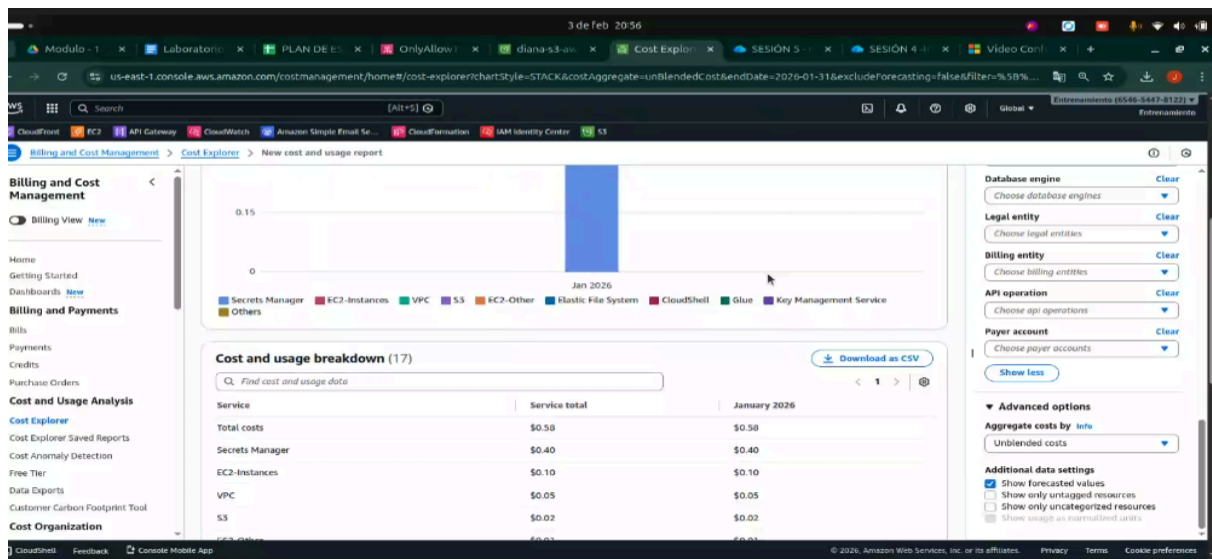 3 de feb 20:56
Modulo - 1
Laboratorio
PLAN DE ES
OnlyAllow
diana-s3-aw
Cost Explor
SESIÓN 5 -
SESIÓN 4 -
Video Conf
us-east-1.console.aws.amazon.com/costmanagement/home#/cost-explorer?chartStyle=STACK&costAggregate=unBlendedCost&endDate=2026-01-31&excludeForecasting=false&filter=%5B%...
aws
Search
[Alt+S]
Global
Entrenamiento (6546-5447-8122)
Entrenamiento
CloudFront
EC2
API Gateway
CloudWatch
Amazon Simple Email Se...
CloudFormation
IAM Identity Center
S3
Billing and Cost Management > Cost Explorer > New cost and usage report
Billing and Cost
Management
Billing View New
Home
Getting Started
Dashboards New
Billing and Payments
Bills
Payments
Credits
Purchase Orders
Cost and Usage Analysis
Cost Explorer
Cost Explorer Saved Reports
Cost Anomaly Detection
Free Tier
Data Exports
Customer Carbon Footprint Tool
Cost Organization
0.15
0
Jan 2026
Secrets Manager
EC2-Instances
VPC
S3
EC2-Other
Elastic File System
CloudShell
Glue
Key Management Service
Others
Cost and usage breakdown (17)
Download as CSV
Find cost and usage data
1
Service Service total January 2026
Total costs $0.58 $0.58
Secrets Manager $0.40 $0.40
EC2-Instances $0.10 $0.10
VPC $0.05 $0.05
S3 $0.02 $0.02
EC2-Other $0.01 $0.01
Database engine Clear
Choose database engines
Legal entity Clear
Choose legal entities
Billing entity Clear
Choose billing entities
API operation Clear
Choose api operations
Payer account Clear
Choose payer accounts
Show less
Advanced options
Aggregate costs by Info
Unblended costs
Additional data settings
Show forecasted values
Show only untagged resources
Show only uncategorized resources
Show usage as normalized units
CloudShell
Feedback
Console Mobile App
© 2026, Amazon Web Services, Inc. or its affiliates.
Privacy
Terms
Cookie preferences